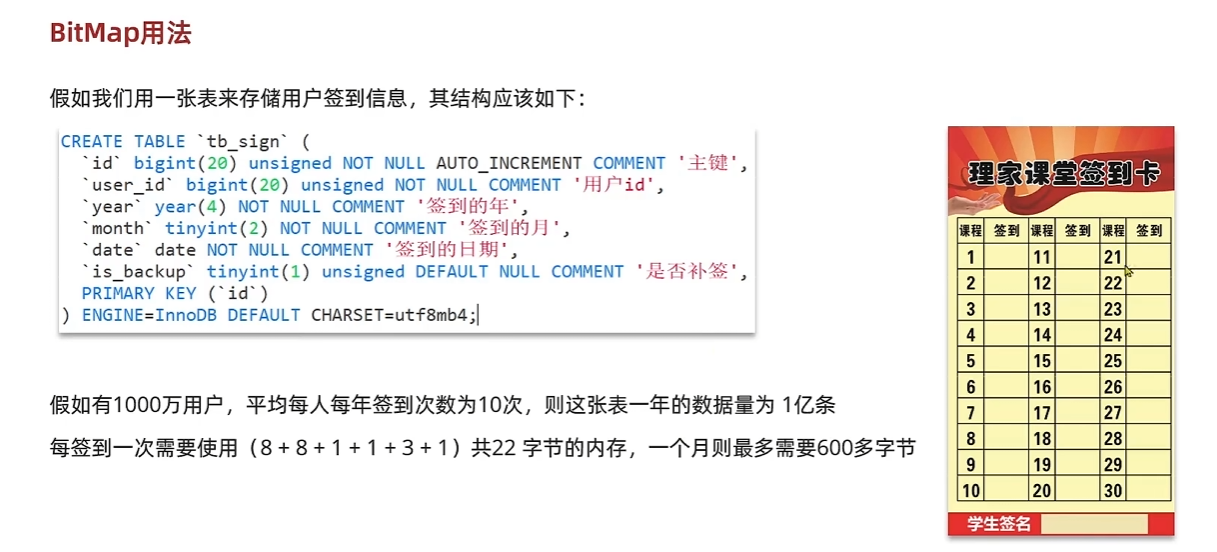 BitMap用法
假如我们用一张表来存储用户签到信息，其结构应该如下：
CREATE TABLE `tb_sign` (
`id` bigint(20) unsigned NOT NULL AUTO_INCREMENT COMMENT '主键',
`user_id` bigint(20) unsigned NOT NULL COMMENT '用户id',
`year` year(4) NOT NULL COMMENT '签到的年',
`month` tinyint(2) NOT NULL COMMENT '签到的月',
`date` date NOT NULL COMMENT '签到的日期',
`is_backup` tinyint(1) unsigned DEFAULT NULL COMMENT '是否补签',
PRIMARY KEY (`id`)
) ENGINE=InnoDB DEFAULT CHARSET=utf8mb4;
假如有1000万用户，平均每人每年签到次数为10次，则这张表一年的数据量为 1亿条
每签到一次需要使用（8 + 8 + 1 + 1 + 3 + 1）共22 字节的内存，一个月则最多需要600多字节
理家课堂签到卡
课程 签到 课程 签到 课程 签到
1 11 21
2 12 22
3 13 23
4 14 24
5 15 25
6 16 26
7 17 27
8 18 28
9 19 29
10 20 30
学生签名